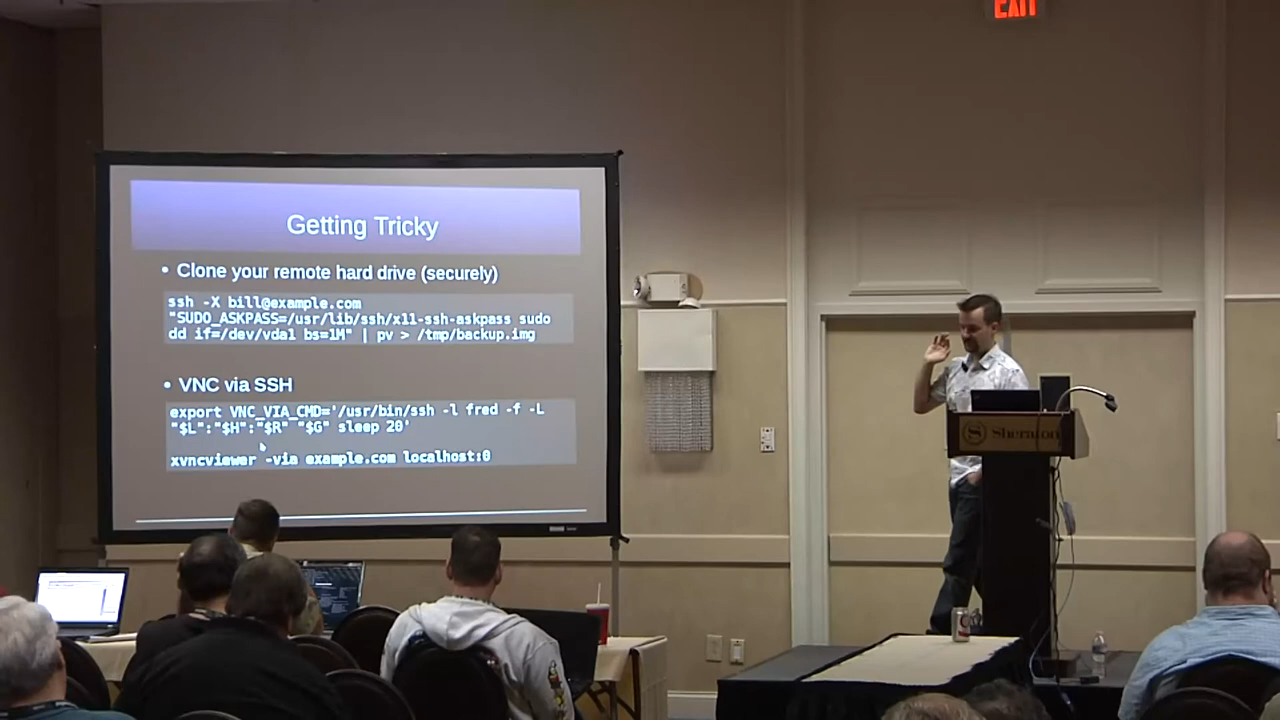 EXIT
Getting Tricky
• Clone your remote hard drive (securely)
ssh -X bill@example.com
"SUDO_ASKPASS=/usr/lib/ssh/x11-ssh-askpass sudo
dd if=/dev/vda1 bs=1M" | pv > /tmp/backup.img
• VNC via SSH
export VNC_VIA_CMD='/usr/bin/ssh -l fred -f -L
"$L":"$H":"$R" "$G" sleep 20'
xvncviewer -via example.com localhost:0
Sheraton